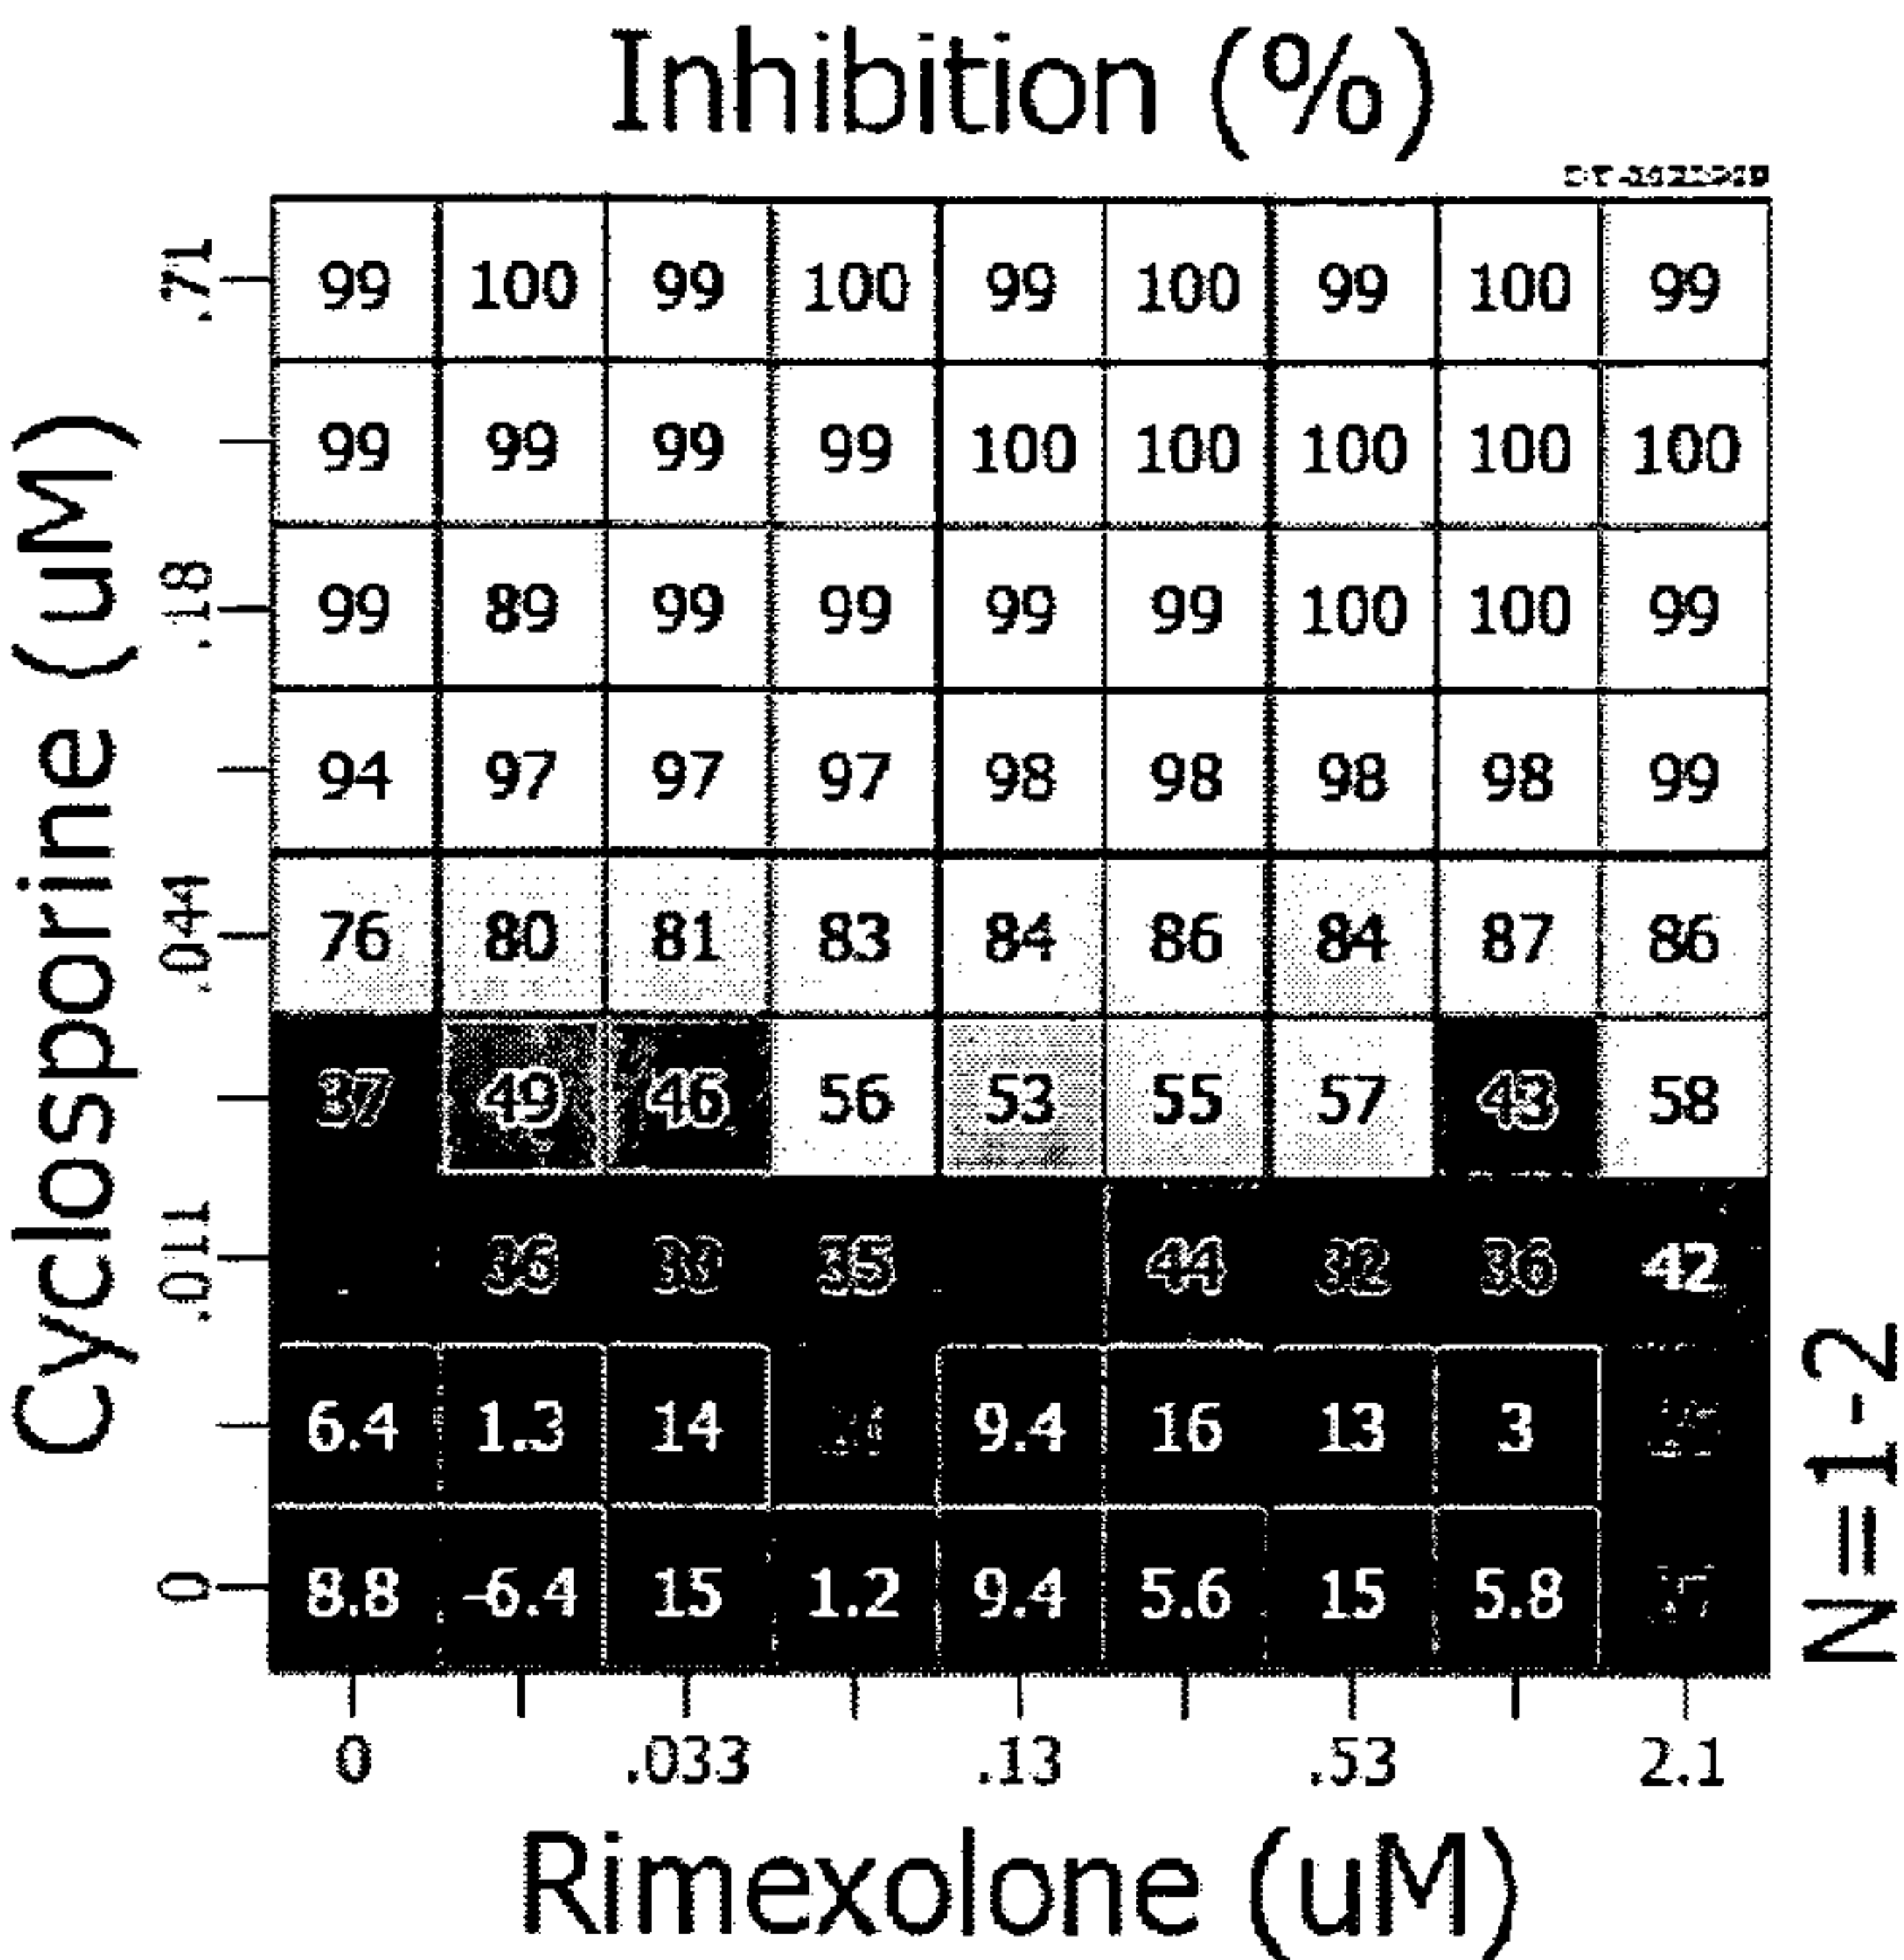 Inhibition (%)
.71 99 100 99 100 99 100 99 100 99
99 99 99 99 100 100 100 100 100
.18 99 89 99 99 99 99 100 100 99
94 97 97 97 98 98 98 98 99
.044 76 80 81 83 84 86 84 87 86
37 49 46 56 53 55 57 43 58
.011 36 33 35 44 32 36 42
6.4 1.3 14 9.4 16 13 3
0 8.8 -6.4 15 1.2 9.4 5.6 15 5.8
0 .033 .13 .53 2.1
Rimexolone (uM)
Cyclosporine (uM)
N=1-2